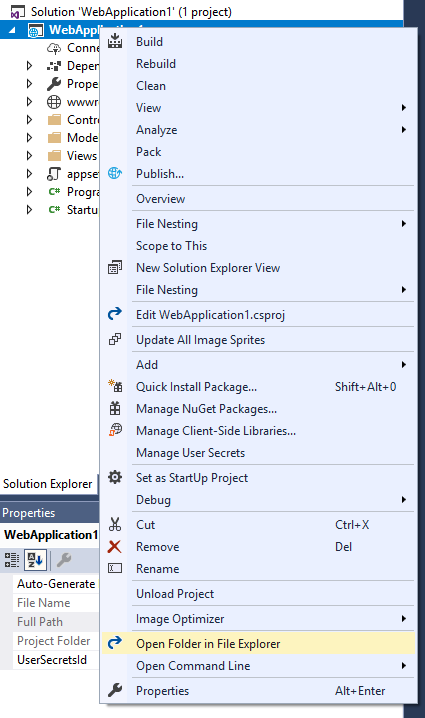 Solution 'WebApplication1' (1 project)
WebApplication1
Conne
Build
Rebuild
Depen
Clean
Prope
View
wwwr
Analyze
Contr
Pack
Mode
Views
Publish...
appse
Overview
Progra
Startu
File Nesting
Scope to This
New Solution Explorer View
File Nesting
Edit WebApplication1.csproj
Update All Image Sprites
Add
Quick Install Package... Shift+Alt+0
Manage NuGet Packages...
Manage Client-Side Libraries...
Manage User Secrets
Set as StartUp Project
Solution Explorer
Debug
Properties
Cut Ctrl+X
WebApplication1
Remove Del
Rename
Auto-Generate
Unload Project
File Name
Full Path
Image Optimizer
Project Folder
Open Folder in File Explorer
UserSecretsId
Open Command Line
Properties Alt+Enter